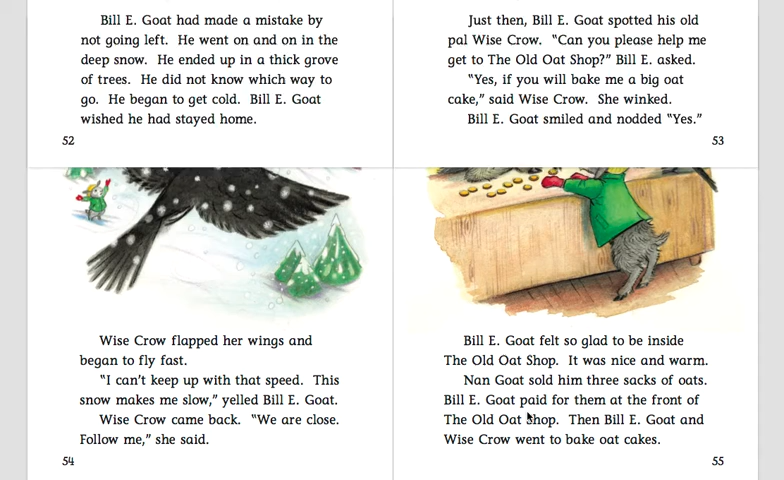 Bill E. Goat had made a mistake by
not going left. He went on and on in the
deep snow. He ended up in a thick grove
of trees. He did not know which way to
go. He began to get cold. Bill E. Goat
wished he had stayed home.
52
Just then, Bill E. Goat spotted his old
pal Wise Crow. "Can you please help me
get to The Old Oat Shop?" Bill E. asked.
"Yes, if you will bake me a big oat
cake," said Wise Crow. She winked.
Bill E. Goat smiled and nodded "Yes."
53
Wise Crow flapped her wings and
began to fly fast.
"I can't keep up with that speed. This
snow makes me slow," yelled Bill E. Goat.
Wise Crow came back. "We are close.
Follow me," she said.
54
Bill E. Goat felt so glad to be inside
The Old Oat Shop. It was nice and warm.
Nan Goat sold him three sacks of oats.
Bill E. Goat paid for them at the front of
The Old Oat Shop. Then Bill E. Goat and
Wise Crow went to bake oat cakes.
55